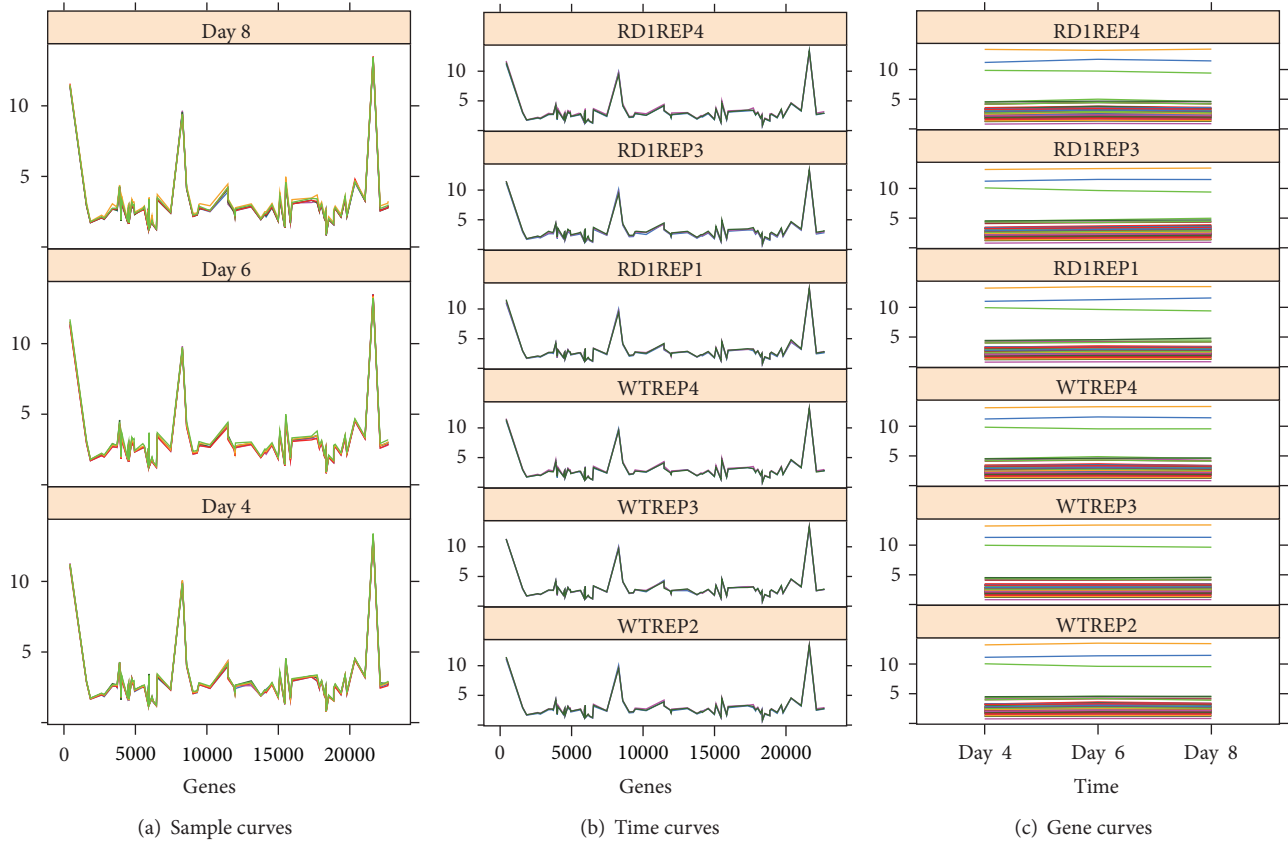 Day 8
10
5
Day 6
10
5
Day 4
10
5
0 5000 10000 15000 20000
Genes
(a) Sample curves
RD1REP4
10
5
RD1REP3
10
5
RD1REP1
10
5
WTREP4
10
5
WTREP3
10
5
WTREP2
10
5
0 5000 10000 15000 20000
Genes
(b) Time curves
RD1REP4
10
5
RD1REP3
10
5
RD1REP1
10
5
WTREP4
10
5
WTREP3
10
5
WTREP2
10
5
Day 4 Day 6 Day 8
Time
(c) Gene curves